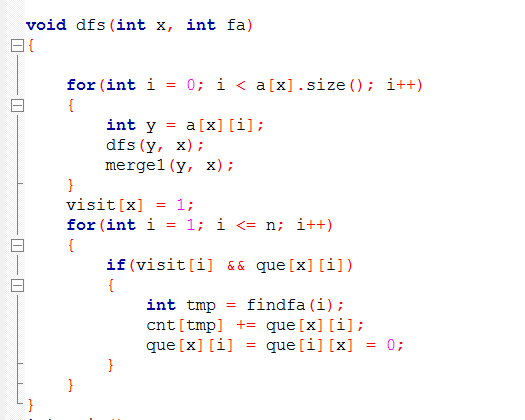 void dfs(int x, int fa)
{
for(int i = 0; i < a[x].size(); i++)
{
int y = a[x][i];
dfs(y, x);
merge1(y, x);
}
visit[x] = 1;
for(int i = 1; i <= n; i++)
{
if(visit[i] && que[x][i])
{
int tmp = findfa(i);
cnt[tmp] += que[x][i];
que[x][i] = que[i][x] = 0;
}
}
}